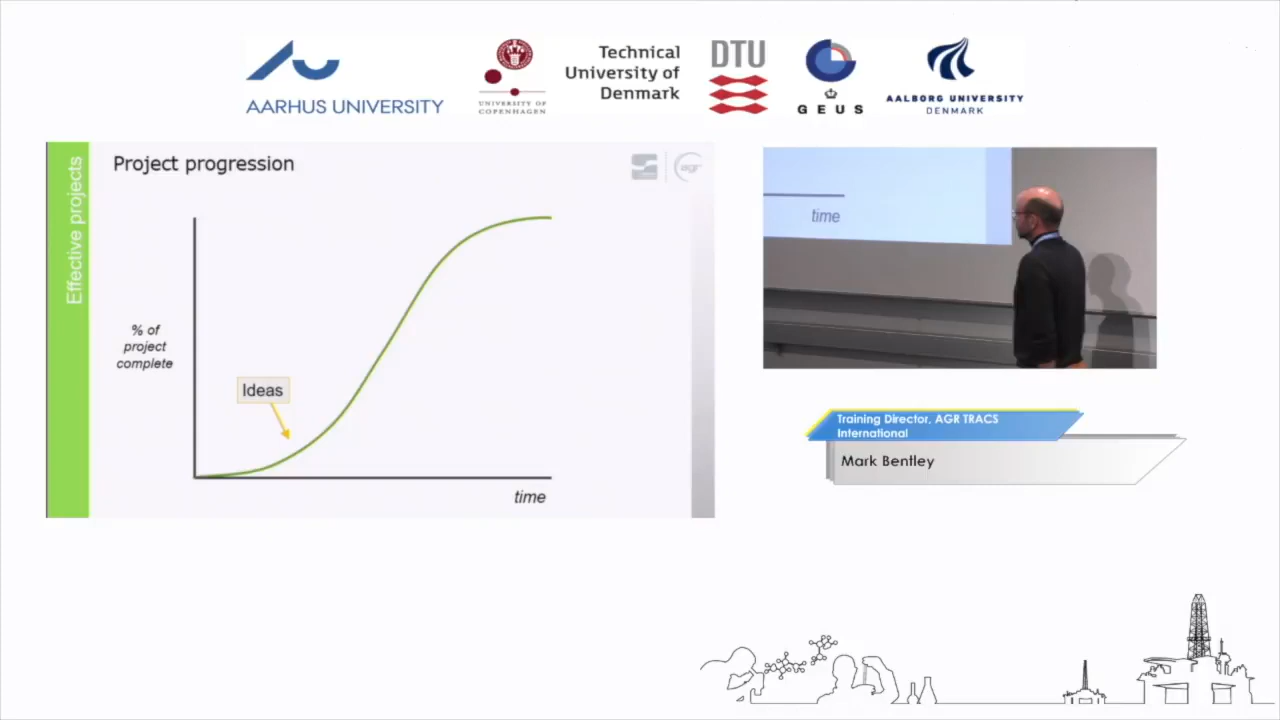 AARHUS UNIVERSITY
UNIVERSITY OF
COPENHAGEN
Technical
University of
Denmark
DTU
GEUS
AALBORG UNIVERSITY
DENMARK
Effective projects
Project progression
agr
% of
project
complete
Ideas
time
time
Training Director, AGR TRACS
International
Mark Bentley